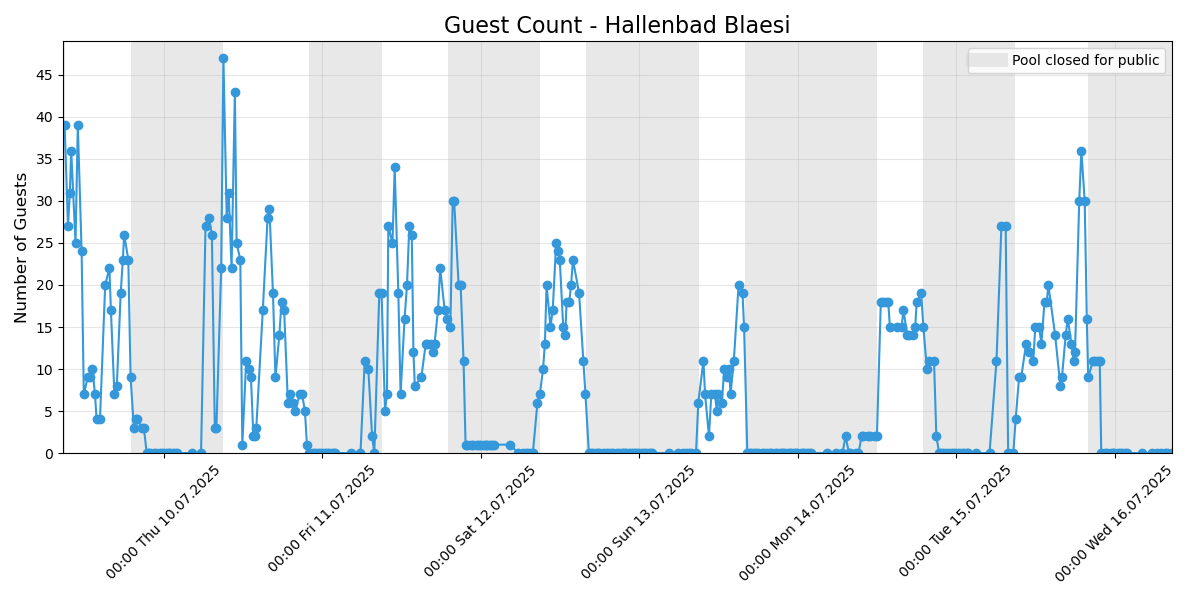 Guest Count - Hallenbad Blaesi
Pool closed for public
Number of Guests
45
40
35
30
25
20
15
10
5
0
00:00 Thu 10.07.2025
00:00 Fri 11.07.2025
00:00 Sat 12.07.2025
00:00 Sun 13.07.2025
00:00 Mon 14.07.2025
00:00 Tue 15.07.2025
00:00 Wed 16.07.2025